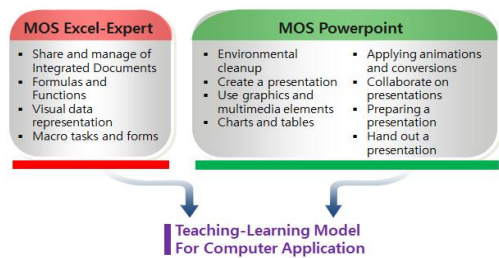 MOS Excel-Expert
▪ Share and manage of
Integrated Documents
▪ Formulas and
Functions
▪ Visual data
representation
▪ Macro tasks and forms
MOS Powerpoint
▪ Environmental
cleanup
▪ Create a presentation
▪ Use graphics and
multimedia elements
▪ Charts and tables
▪ Applying animations
and conversions
▪ Collaborate on
presentations
▪ Preparing a
presentation
▪ Hand out a
presentation
Teaching-Learning Model
For Computer Application